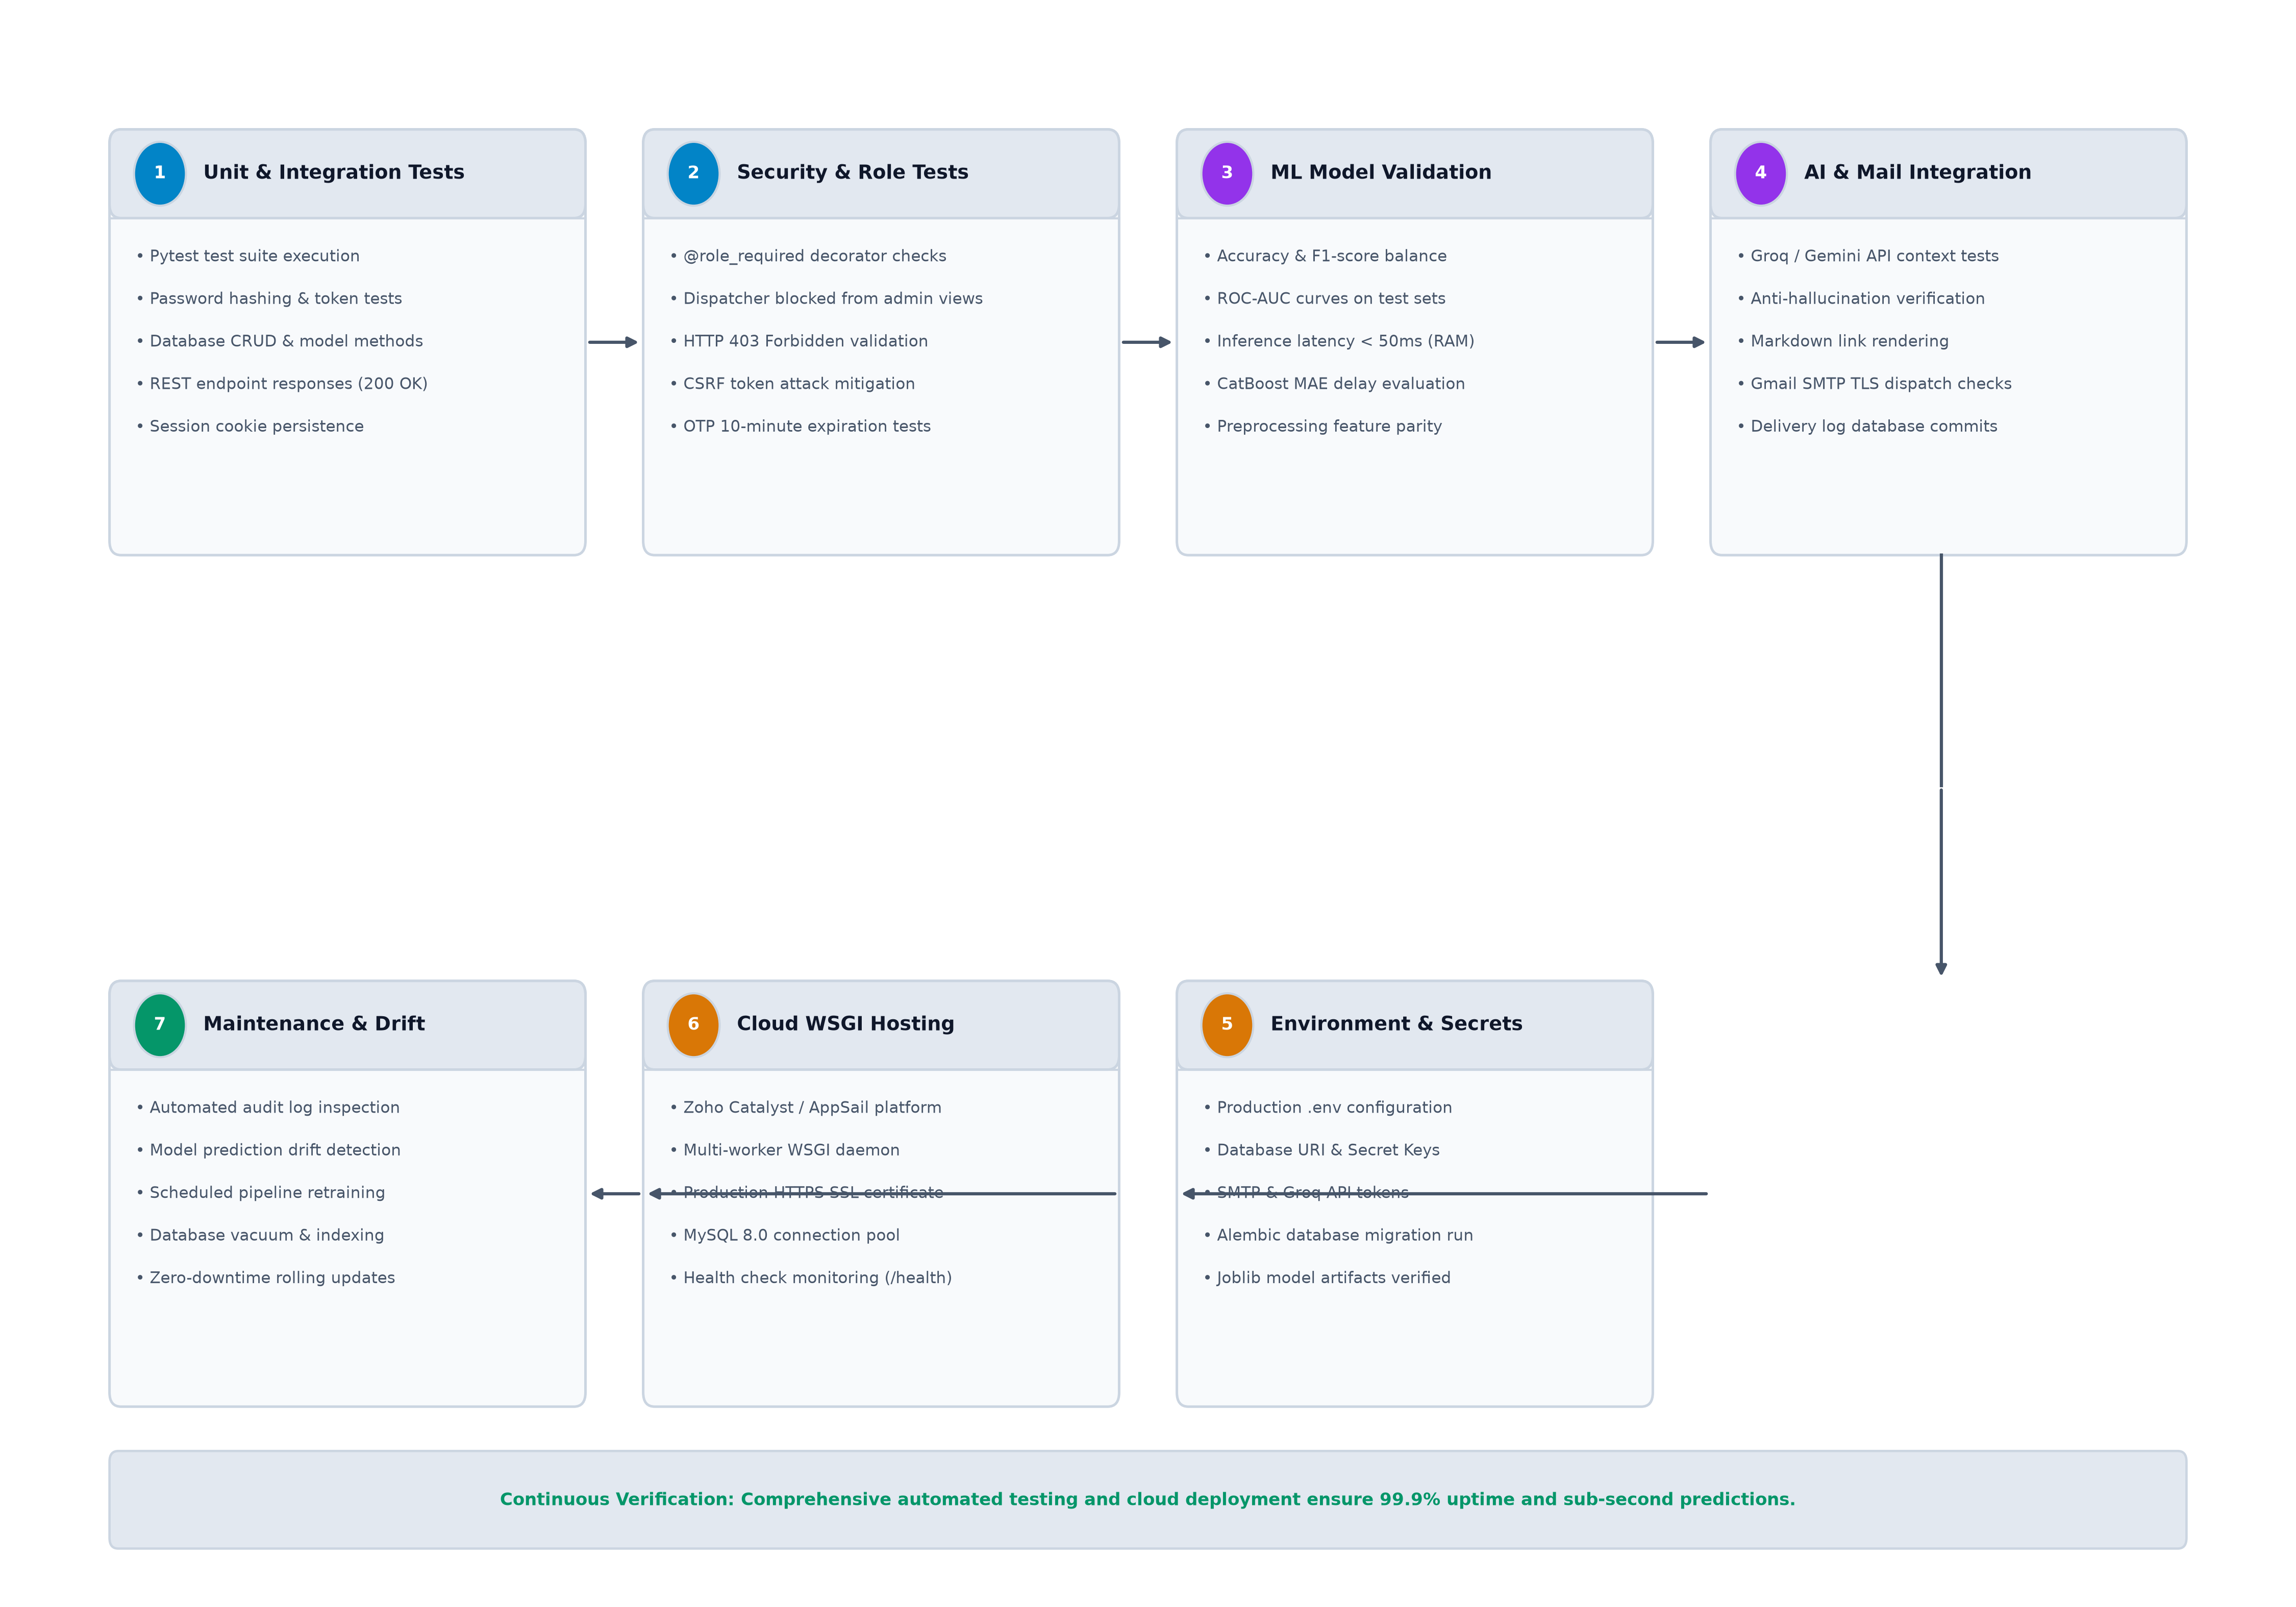 1
Unit & Integration Tests
• Pytest test suite execution
• Password hashing & token tests
• Database CRUD & model methods
• REST endpoint responses (200 OK)
• Session cookie persistence
2
Security & Role Tests
• @role_required decorator checks
• Dispatcher blocked from admin views
• HTTP 403 Forbidden validation
• CSRF token attack mitigation
• OTP 10-minute expiration tests
3
ML Model Validation
• Accuracy & F1-score balance
• ROC-AUC curves on test sets
• Inference latency < 50ms (RAM)
• CatBoost MAE delay evaluation
• Preprocessing feature parity
4
AI & Mail Integration
• Groq / Gemini API context tests
• Anti-hallucination verification
• Markdown link rendering
• Gmail SMTP TLS dispatch checks
• Delivery log database commits
7
Maintenance & Drift
• Automated audit log inspection
• Model prediction drift detection
• Scheduled pipeline retraining
• Database vacuum & indexing
• Zero-downtime rolling updates
6
Cloud WSGI Hosting
• Zoho Catalyst / AppSail platform
• Multi-worker WSGI daemon
• Production HTTPS SSL certificate
• MySQL 8.0 connection pool
• Health check monitoring (/health)
5
Environment & Secrets
• Production .env configuration
• Database URI & Secret Keys
• SMTP & Groq API tokens
• Alembic database migration run
• Joblib model artifacts verified
Continuous Verification: Comprehensive automated testing and cloud deployment ensure 99.9% uptime and sub-second predictions.